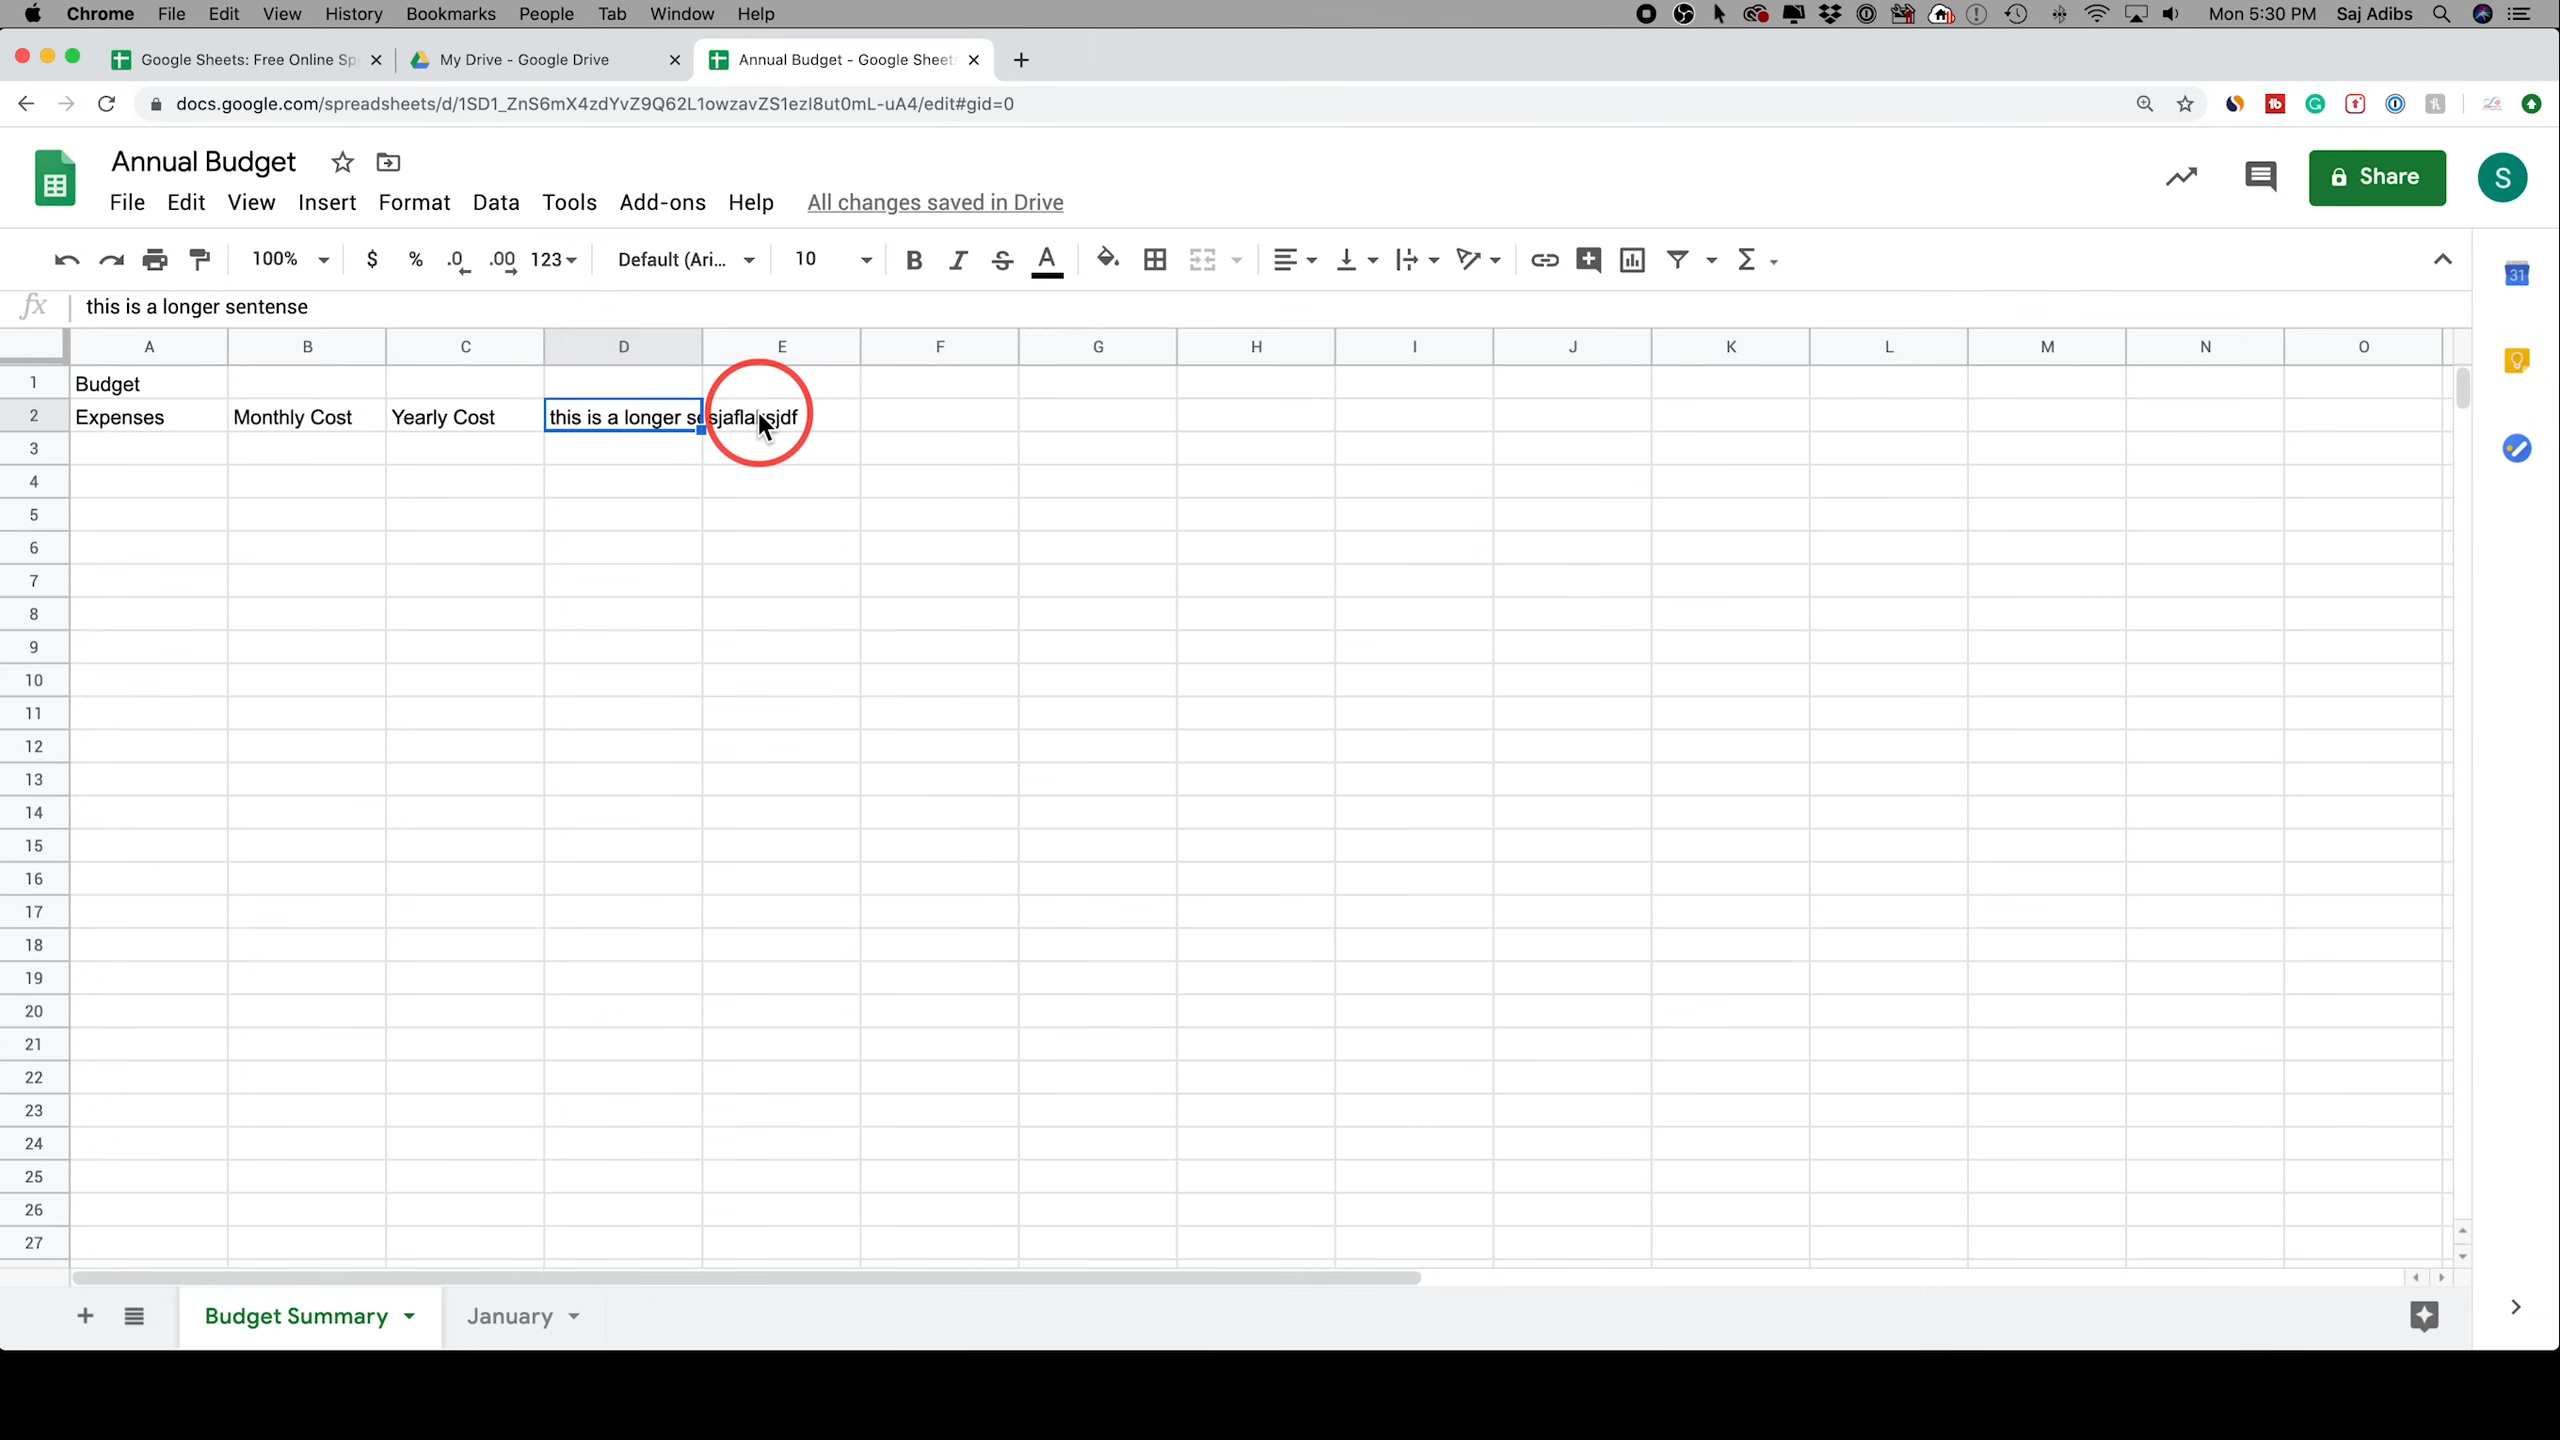 Chrome File Edit View History Bookmarks People Tab Window Help Mon 5:30 PM Saj Adibs
Google Sheets: Free Online Sp My Drive - Google Drive Annual Budget - Google Sheet
docs.google.com/spreadsheets/d/1SD1_ZnS6mX4zdYvZ9Q62L1owzavZS1ezI8ut0mL-uA4/edit#gid=0
Annual Budget
Share
S
File Edit View Insert Format Data Tools Add-ons Help All changes saved in Drive
100% $ % .0 .00 123 Default (Ari... 10 B I S A Σ
31
fx this is a longer sentense
A B C D E F G H I J K L M N O
1 Budget
2 Expenses Monthly Cost Yearly Cost this is a longer
3
4
5
6
7
8
9
10
11
12
13
14
15
16
17
18
19
20
21
22
23
24
25
26
27
Budget Summary January